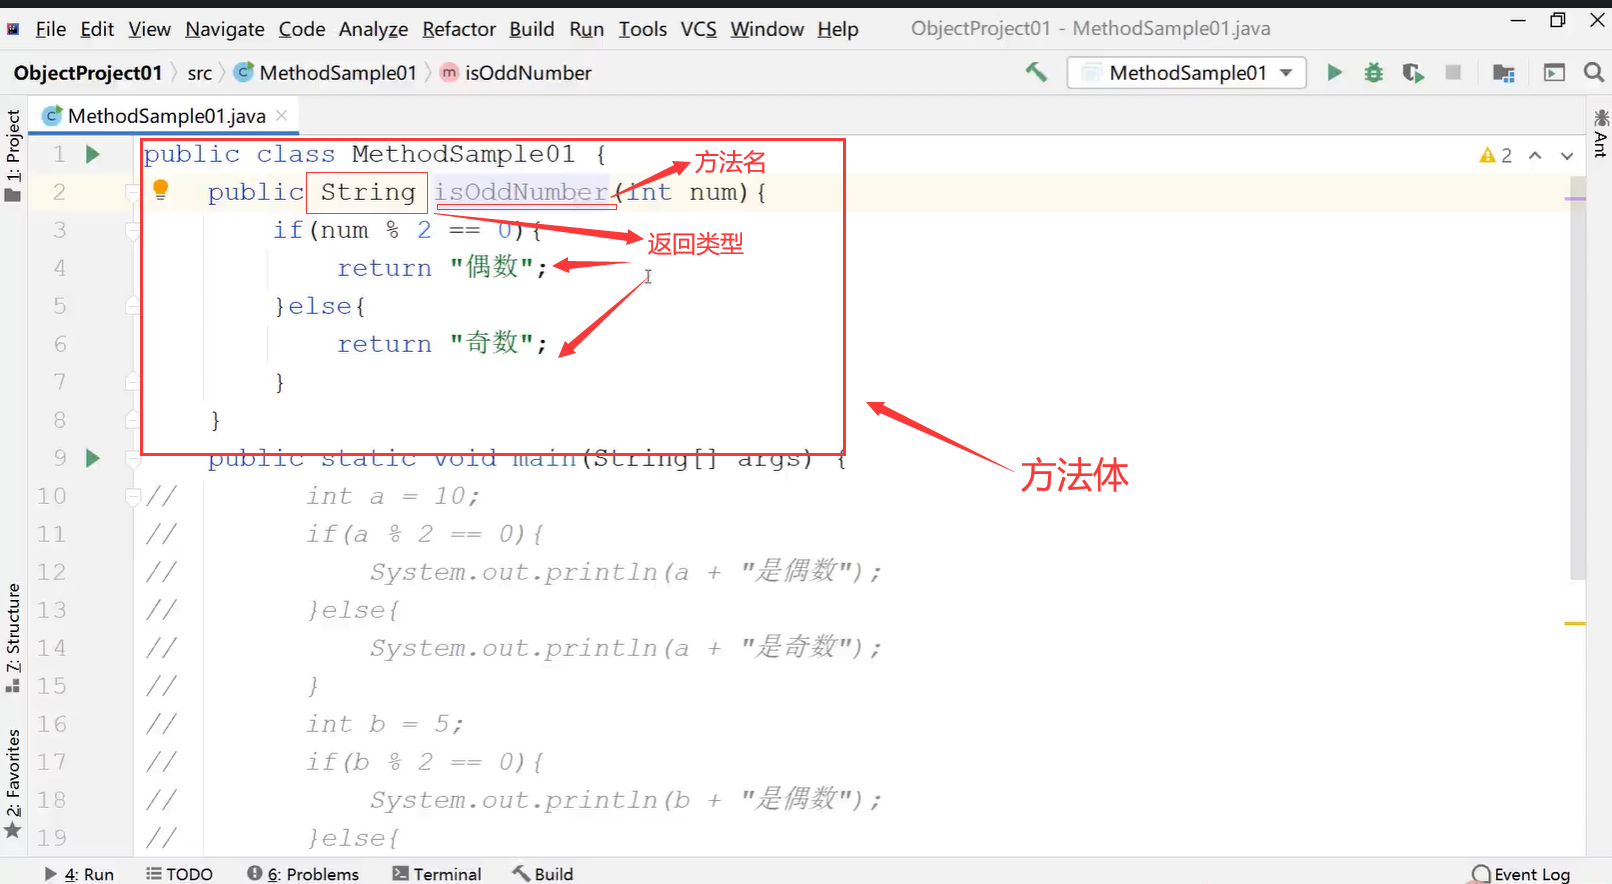 File Edit View Navigate Code Analyze Refactor Build Run Tools VCS Window Help ObjectProject01 - MethodSample01.java
ObjectProject01 src MethodSample01 isOddNumber MethodSample01
MethodSample01.java
1: Project
Ant
7: Structure
2: Favorites
1 public class MethodSample01 { 方法名 2
2 public String isOddNumber(int num){
3 if(num % 2 == 0){ 返回类型
4 return "偶数";
5 }else{
6 return "奇数";
7 }
8 }
9 public static void main(String[] args) {
方法体
10 // int a = 10;
11 // if(a % 2 == 0){
12 // System.out.println(a + "是偶数");
13 // }else{
14 // System.out.println(a + "是奇数");
15 // }
16 // int b = 5;
17 // if(b % 2 == 0){
18 // System.out.println(b + "是偶数");
19 // }else{
4: Run TODO 6: Problems Terminal Build Event Log